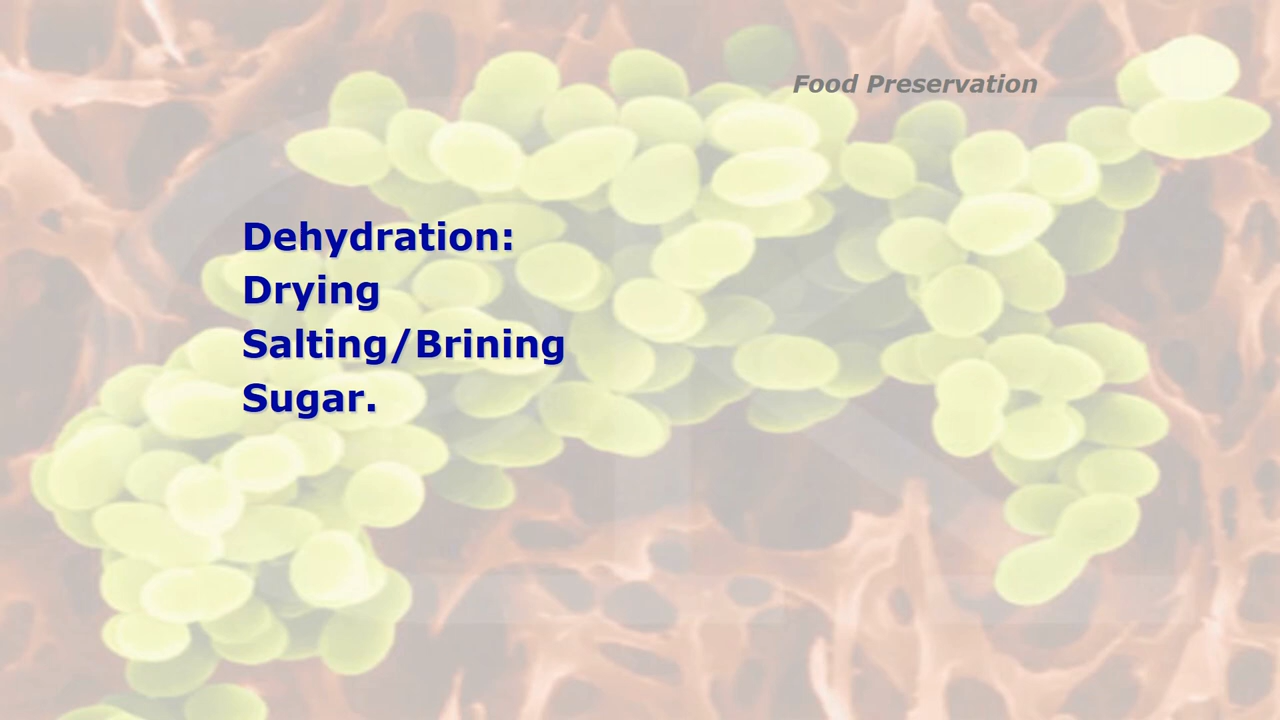 Food Preservation
Dehydration:
Drying
Salting/Brining
Sugar.